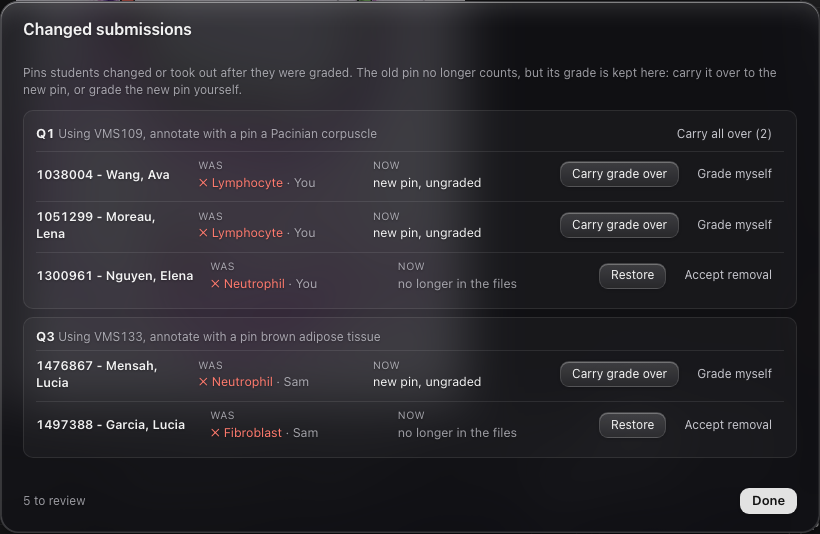 Changed submissions
Pins students changed or took out after they were graded. The old pin no longer counts, but its grade is kept here: carry it over to the
new pin, or grade the new pin yourself.
Q1 Using VMS109, annotate with a pin a Pacinian corpuscle
Carry all over (2)
1038004 - Wang, Ava
WAS
× Lymphocyte · You
NOW
new pin, ungraded
Carry grade over
Grade myself
1051299 - Moreau,
Lena
WAS
× Lymphocyte · You
NOW
new pin, ungraded
Carry grade over
Grade myself
1300961 - Nguyen, Elena
WAS
× Neutrophil · You
NOW
no longer in the files
Restore
Accept removal
Q3 Using VMS133, annotate with a pin brown adipose tissue
1476867 - Mensah,
Lucia
WAS
× Neutrophil · Sam
NOW
new pin, ungraded
Carry grade over
Grade myself
1497388 - Garcia, Lucia
WAS
× Fibroblast · Sam
NOW
no longer in the files
Restore
Accept removal
5 to review
Done